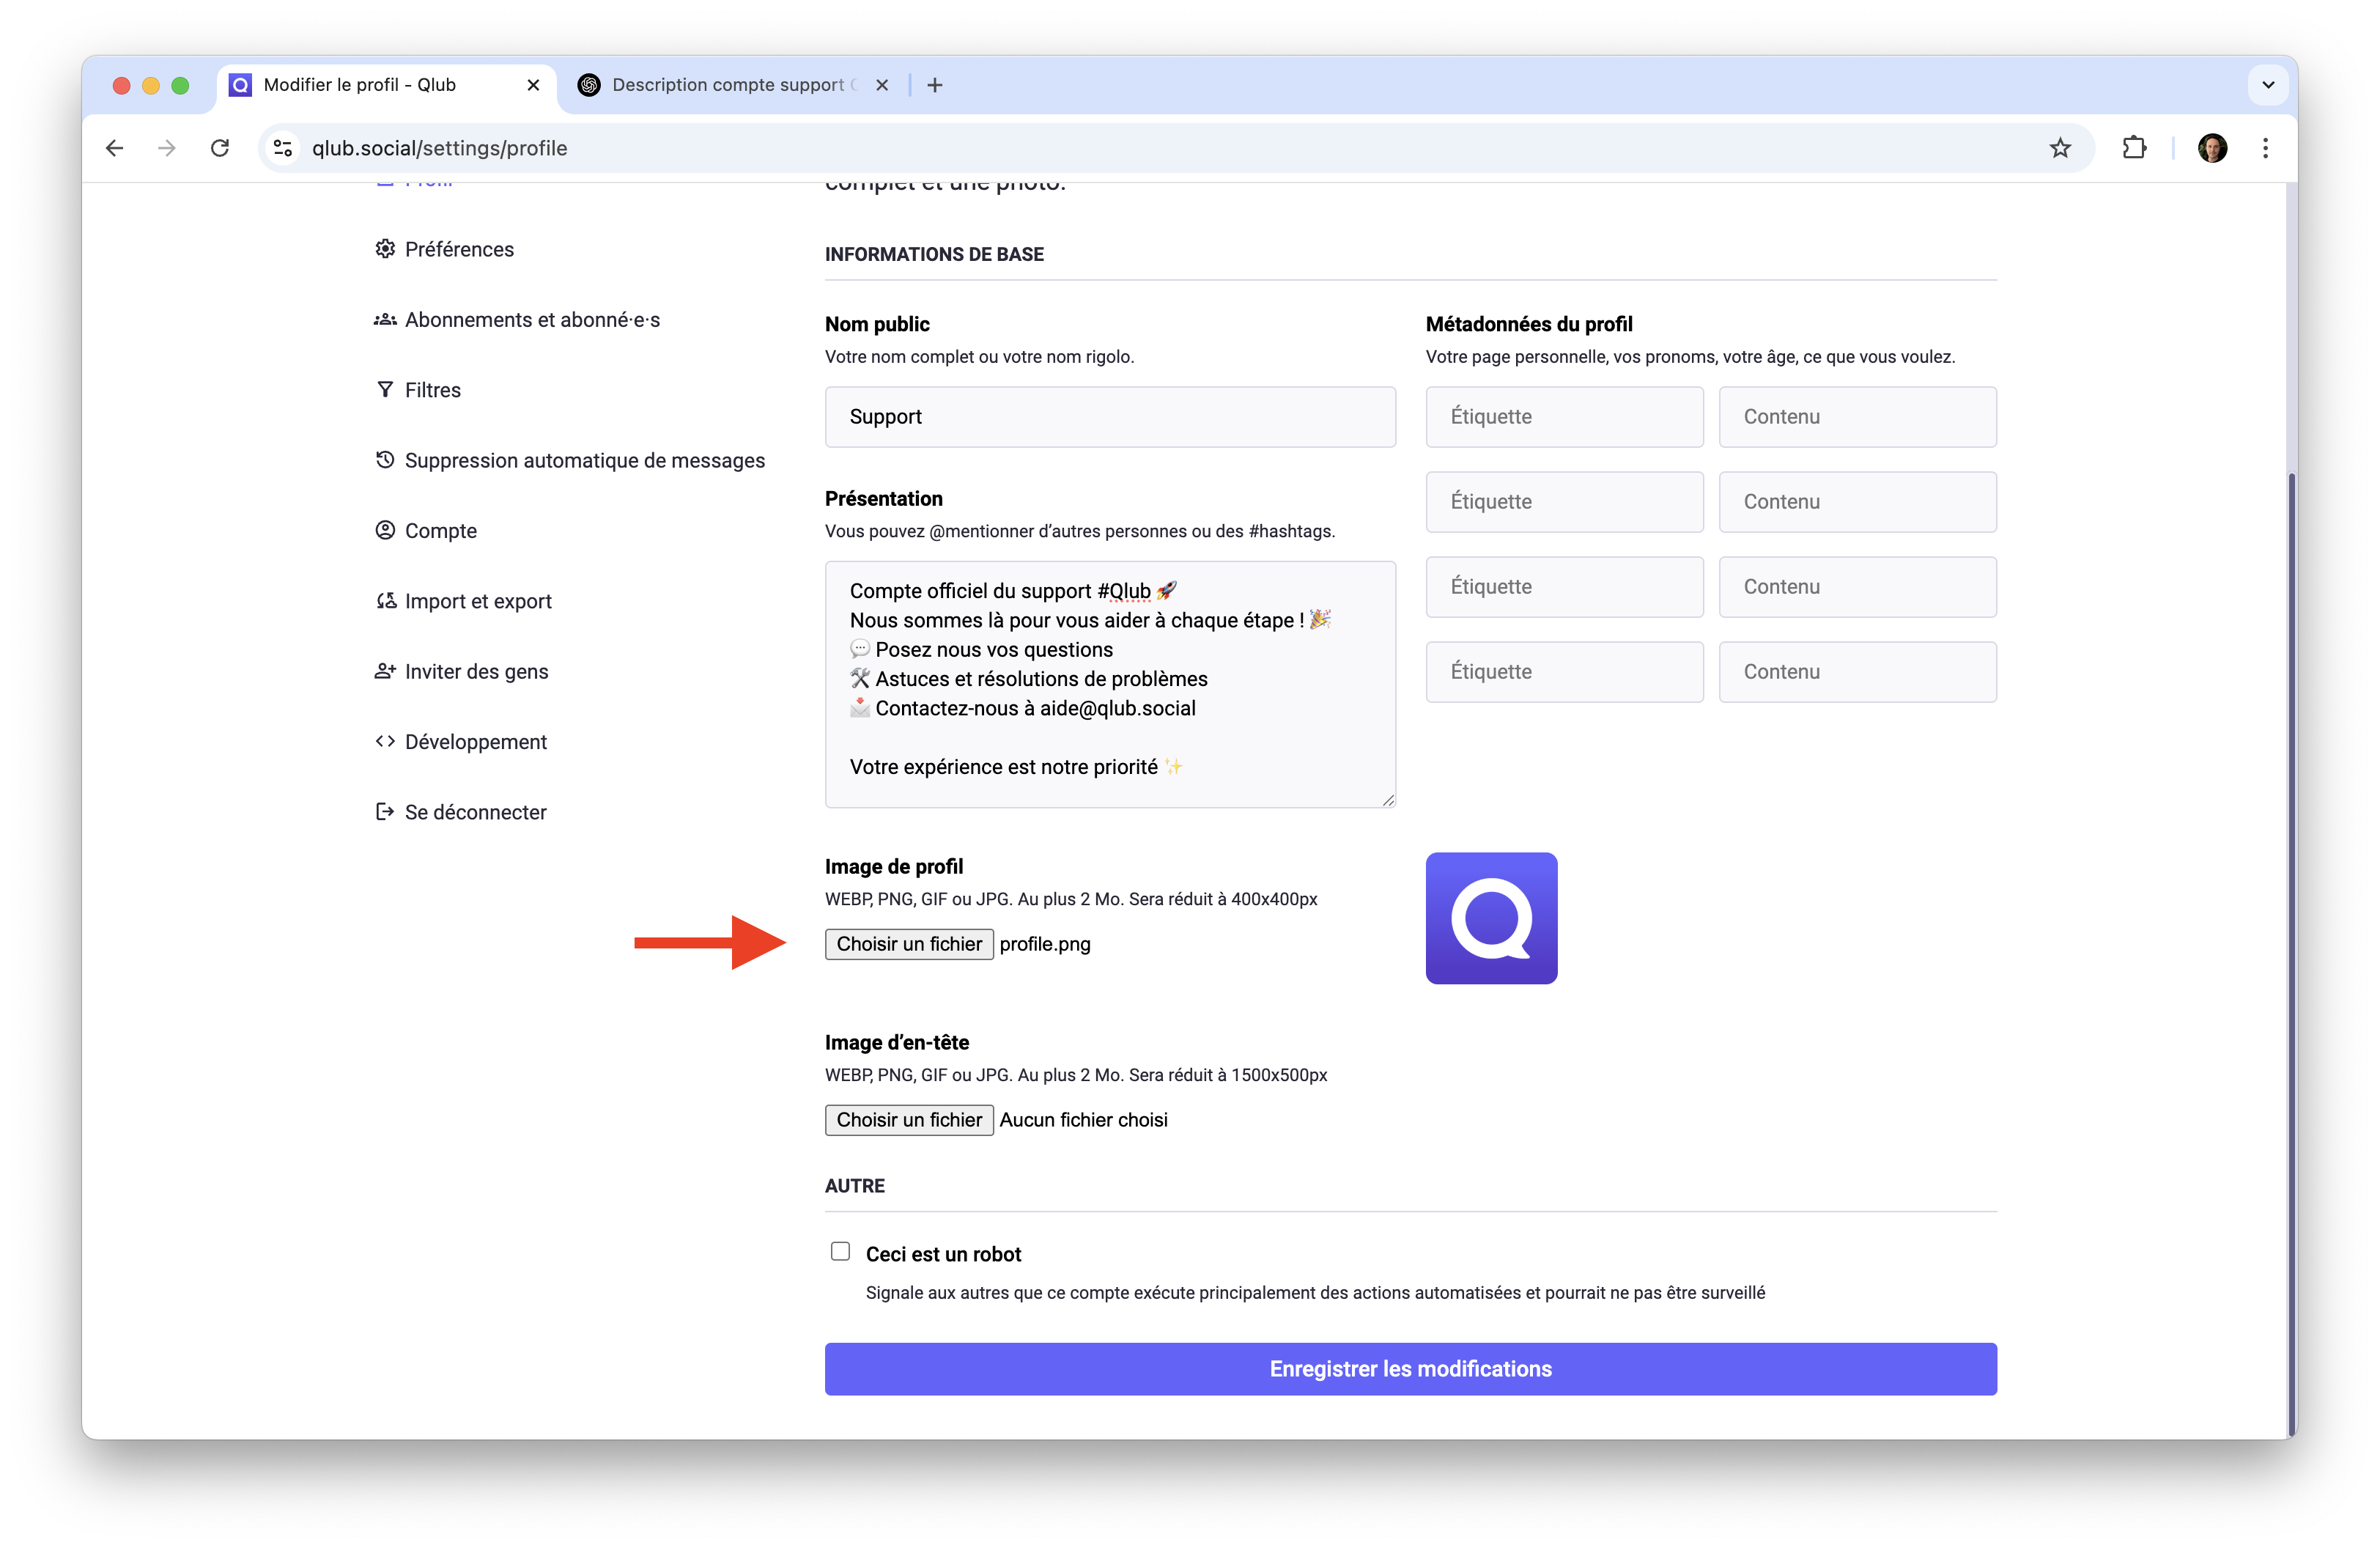 Modifier le profil - Qlub
Description compte support
qlub.social/settings/profile
Profil
complet et une photo.
Préférences
Abonnements et abonné·e·s
Filtres
Suppression automatique de messages
Compte
Import et export
Inviter des gens
Développement
Se déconnecter
INFORMATIONS DE BASE
Nom public
Votre nom complet ou votre nom rigolo.
Support
Présentation
Vous pouvez @mentionner d’autres personnes ou des #hashtags.
Compte officiel du support #Qlub 🚀
Nous sommes là pour vous aider à chaque étape ! 🎉
💬 Posez nous vos questions
🛠 Astuces et résolutions de problèmes
📩 Contactez-nous à aide@qlub.social
Votre expérience est notre priorité ✨
Métadonnées du profil
Votre page personnelle, vos pronoms, votre âge, ce que vous voulez.
Étiquette Contenu
Étiquette Contenu
Étiquette Contenu
Étiquette Contenu
Image de profil
WEBP, PNG, GIF ou JPG. Au plus 2 Mo. Sera réduit à 400x400px
Choisir un fichier profile.png
Image d’en-tête
WEBP, PNG, GIF ou JPG. Au plus 2 Mo. Sera réduit à 1500x500px
Choisir un fichier Aucun fichier choisi
AUTRE
Ceci est un robot
Signale aux autres que ce compte exécute principalement des actions automatisées et pourrait ne pas être surveillé
Enregistrer les modifications